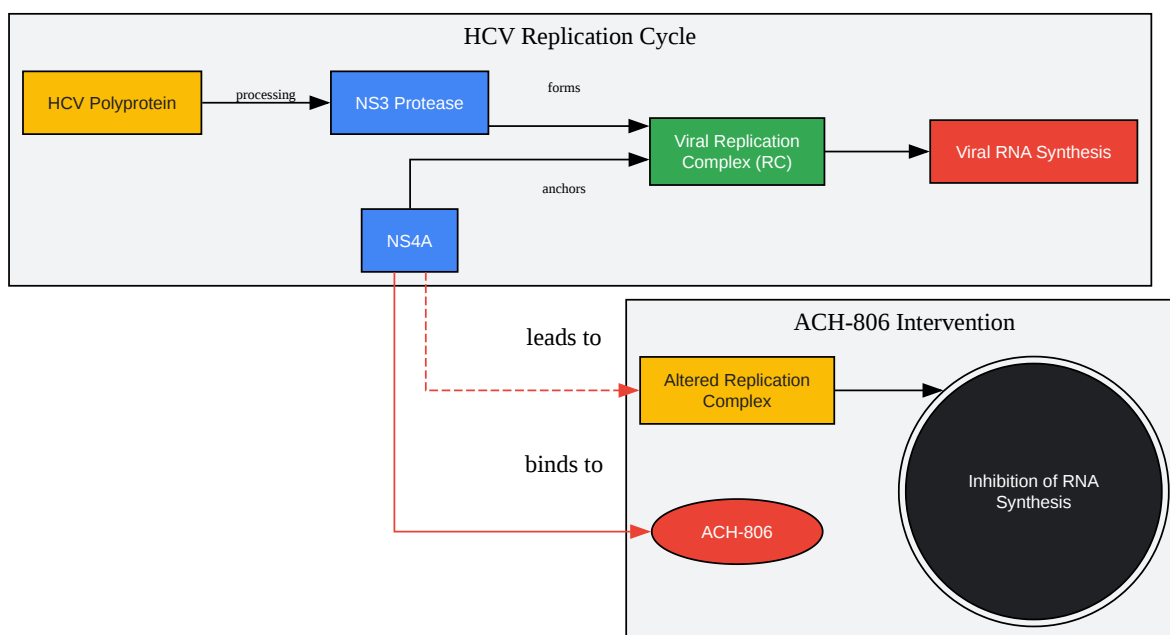 HCV Replication Cycle
HCV Polyprotein
processing
NS3 Protease
forms
Viral Replication
Complex (RC)
Viral RNA Synthesis
anchors
NS4A
ACH-806 Intervention
leads to
Altered Replication
Complex
binds to
Inhibition of RNA
Synthesis
ACH-806